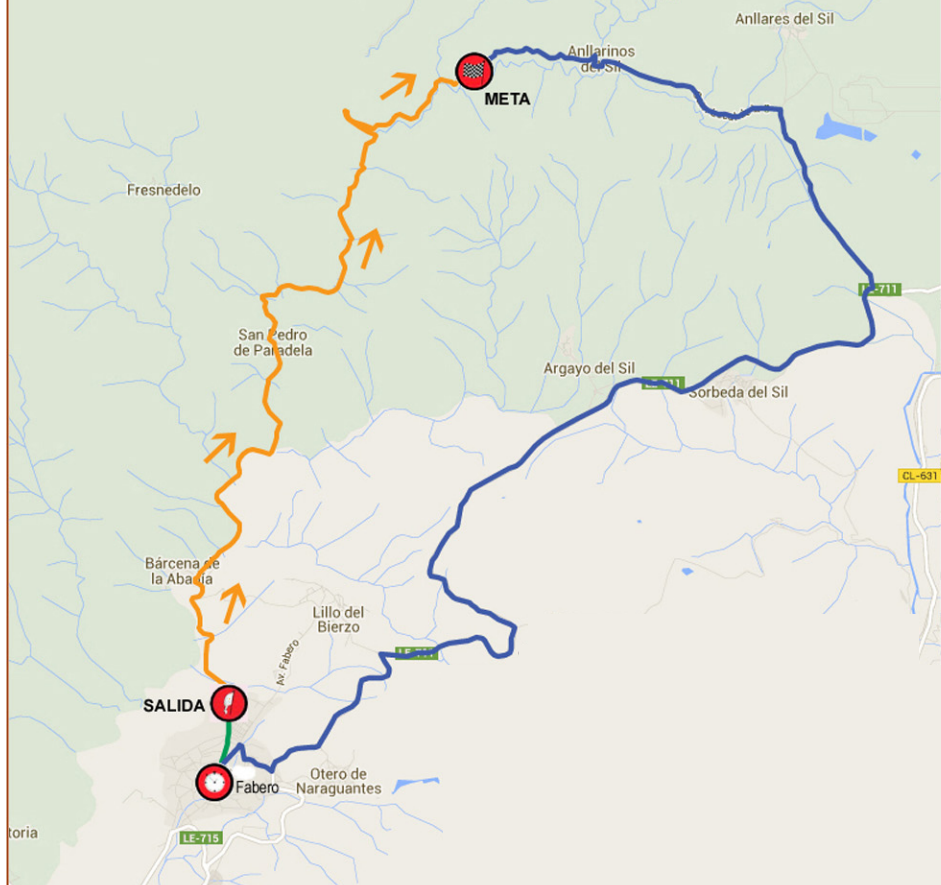 Anllares del Sil
Anllarinos
del Sil
META
Fresnedelo
LE-711
San Pedro
de Paradela
Argayo del Sil
Sorbeda del Sil
CL-631
Bárcena de
la Abadía
Lillo del
Bierzo
Av. Fabero
SALIDA
Fabero
Otero de
Naraguantes
toria
LE-715